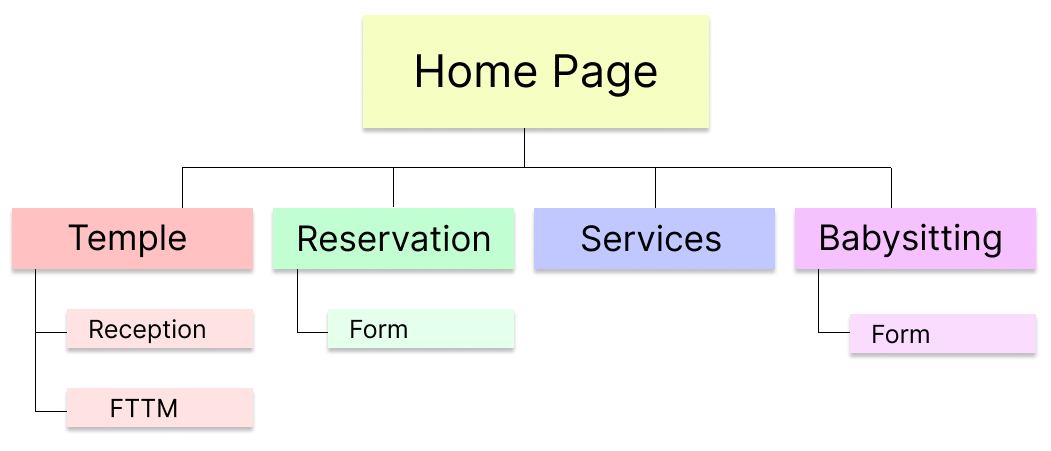 Home Page
Temple
Reservation
Services
Babysitting
Reception
Form
Form
FTTM